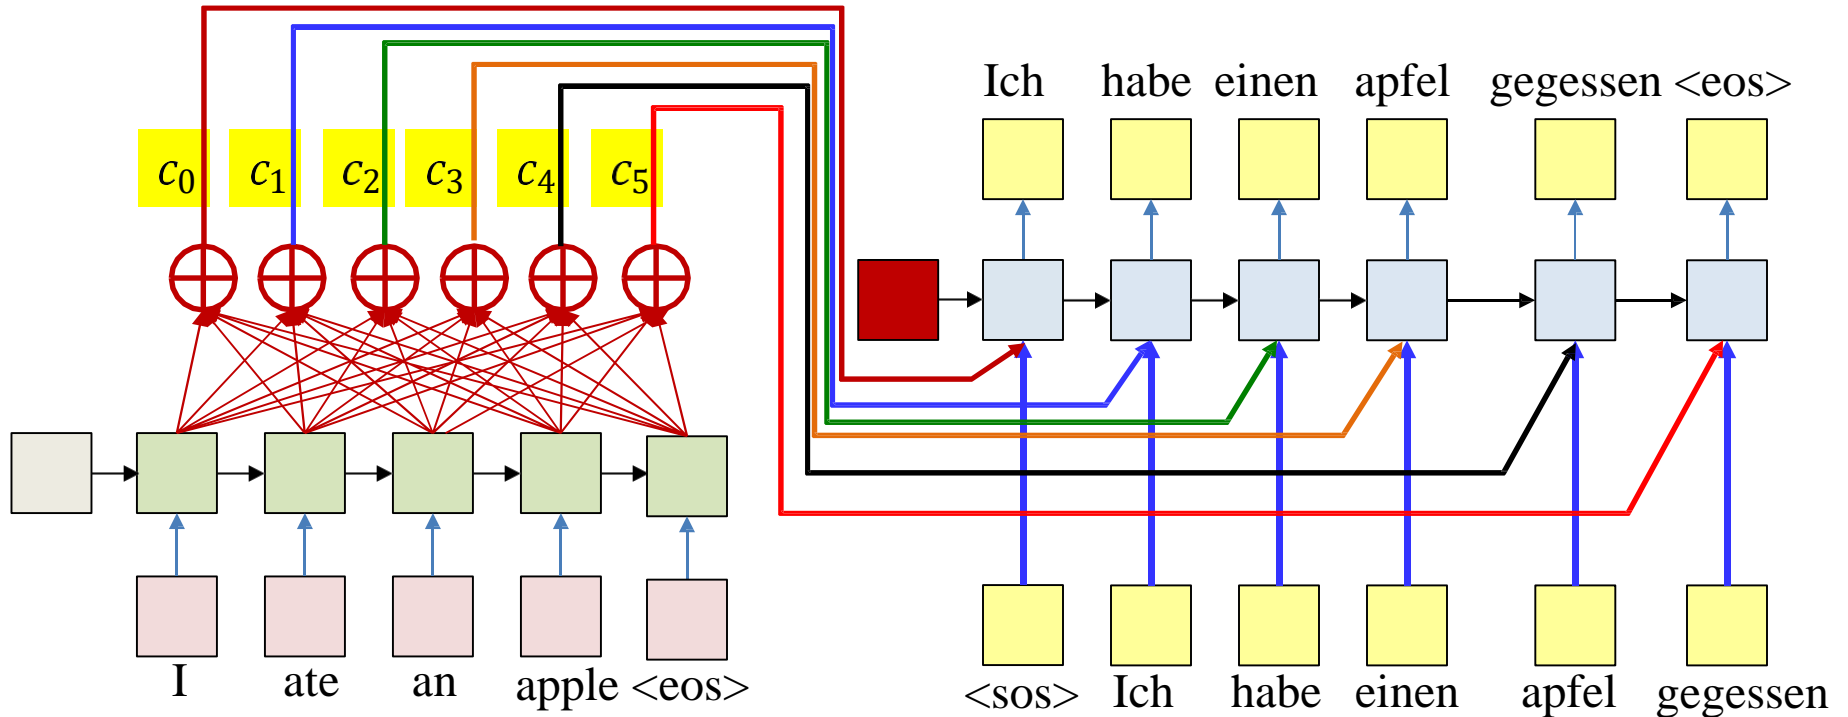 Ich habe einen apfel gegessen <eos>
c₀ c₁ c₂ c₃ c₄ c₅
I ate an apple <eos>
<sos> Ich habe einen apfel gegessen